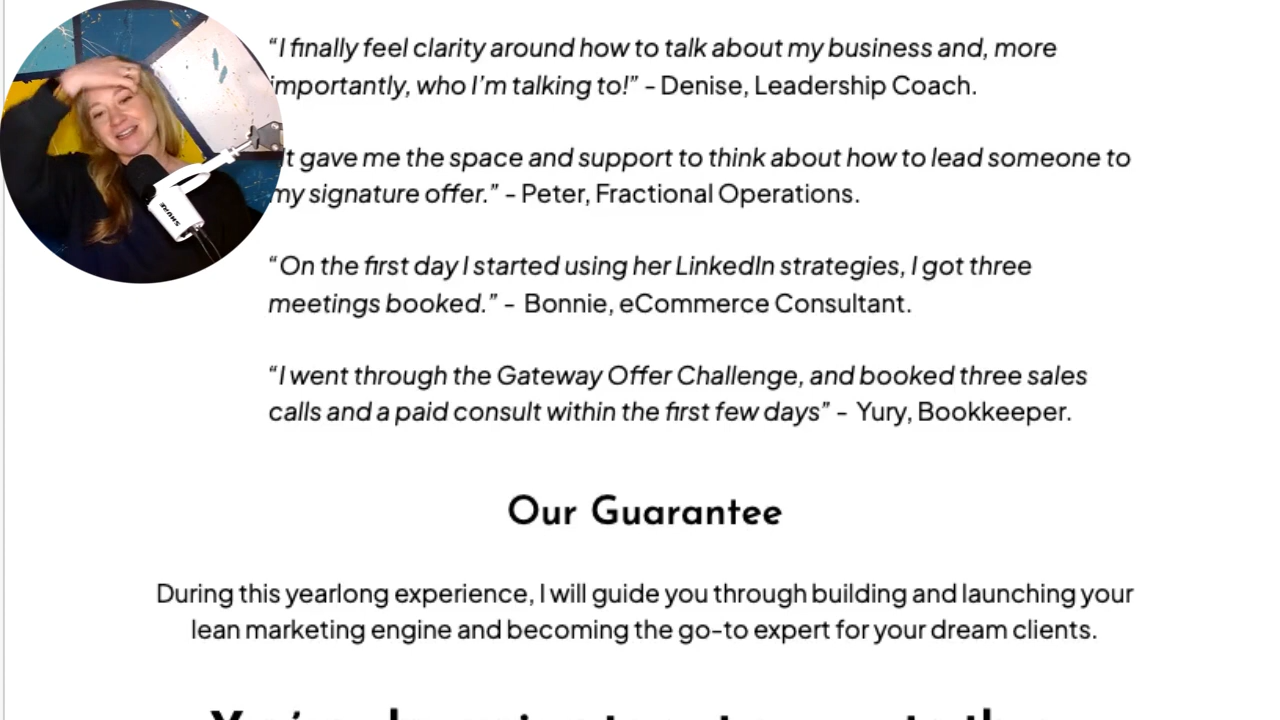 “I finally feel clarity around how to talk about my business and, more
importantly, who I’m talking to!” - Denise, Leadership Coach.
t gave me the space and support to think about how to lead someone to
my signature offer.” - Peter, Fractional Operations.
“On the first day I started using her LinkedIn strategies, I got three
meetings booked.” - Bonnie, eCommerce Consultant.
“I went through the Gateway Offer Challenge, and booked three sales
calls and a paid consult within the first few days” - Yury, Bookkeeper.
SHURE
Our Guarantee
During this yearlong experience, I will guide you through building and launching your
lean marketing engine and becoming the go-to expert for your dream clients.